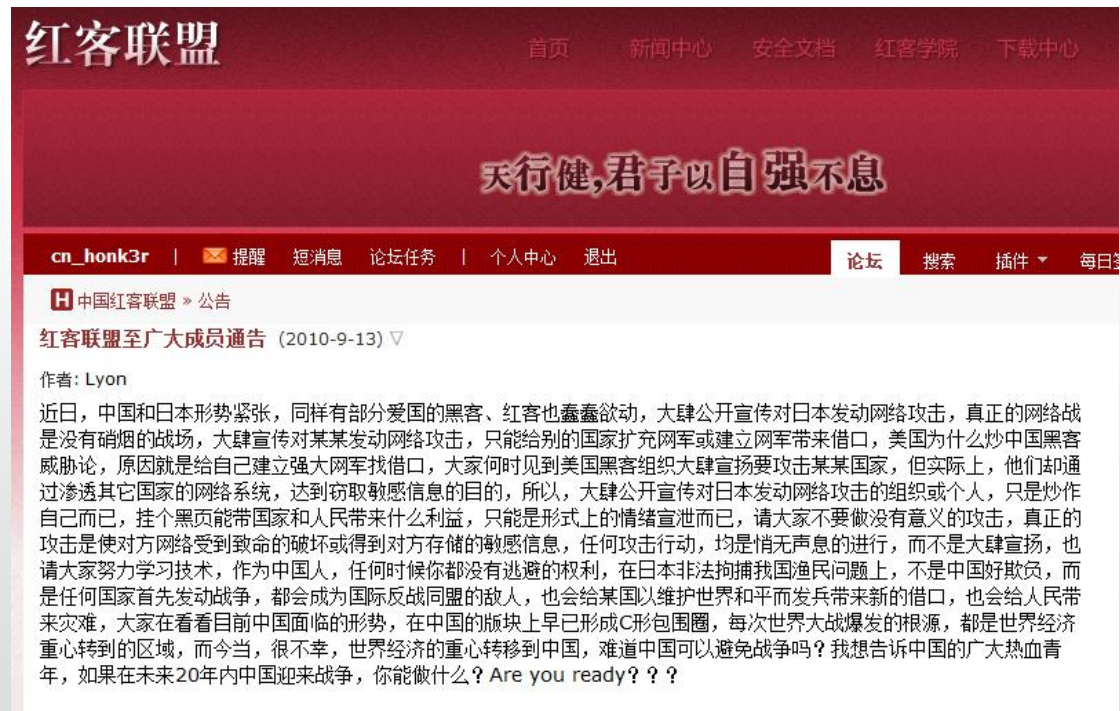 红客联盟
首页 新闻中心 安全文档 红客学院 下载中心
天行健,君子以自强不息
cn_honk3r | 提醒 短消息 论坛任务 | 个人中心 退出 论坛 搜索 插件 每日
H 中国红客联盟 » 公告
红客联盟至广大成员通告 (2010-9-13)
作者: Lyon
近日，中国和日本形势紧张，同样有部分爱国的黑客、红客也蠢蠢欲动，大肆公开宣传对日本发动网络攻击，真正的网络战
是没有硝烟的战场，大肆宣传对某某发动网络攻击，只能给别的国家扩充网军或建立网军带来借口，美国为什么炒中国黑客
威胁论，原因就是给自己建立强大网军找借口，大家何时见到美国黑客组织大肆宣扬要攻击某某国家，但实际上，他们却通
过渗透其它国家的网络系统，达到窃取敏感信息的目的，所以，大肆公开宣传对日本发动网络攻击的组织或个人，只是炒作
自己而已，挂个黑页能带国家和人民带来什么利益，只能是形式上的情绪宣泄而已，请大家不要做没有意义的攻击，真正的
攻击是使对方网络受到致命的破坏或得到对方存储的敏感信息，任何攻击行动，均是悄无声息的进行，而不是大肆宣扬，也
请大家努力学习技术，作为中国人，任何时候你都没有逃避的权利，在日本非法拘捕我国渔民问题上，不是中国好欺负，而
是任何国家首先发动战争，都会成为国际反战同盟的敌人，也会给某国以维护世界和平而发兵带来新的借口，也会给人民带
来灾难，大家在看看目前中国面临的形势，在中国的版块上早已形成C形包围圈，每次世界大战爆发的根源，都是世界经济
重心转到的区域，而今当，很不幸，世界经济的重心转移到中国，难道中国可以避免战争吗？我想告诉中国的广大热血青
年，如果在未来20年内中国迎来战争，你能做什么？Are you ready？？？